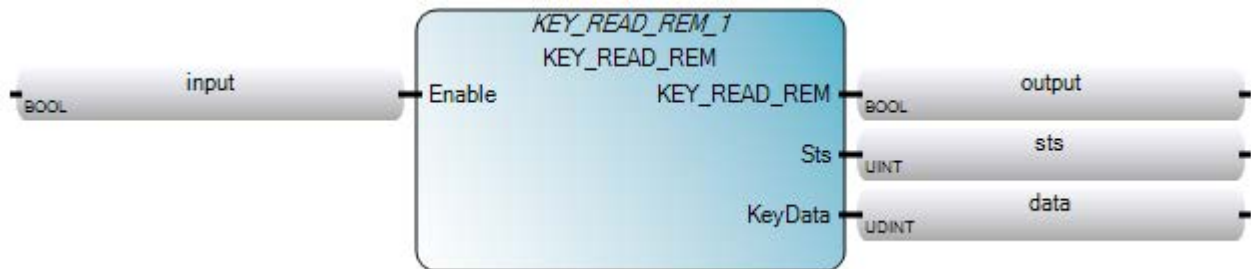 KEY_READ_REM_1
KEY_READ_REM
input
BOOL
Enable
KEY_READ_REM
output
BOOL
Sts
sts
UINT
KeyData
data
UDINT